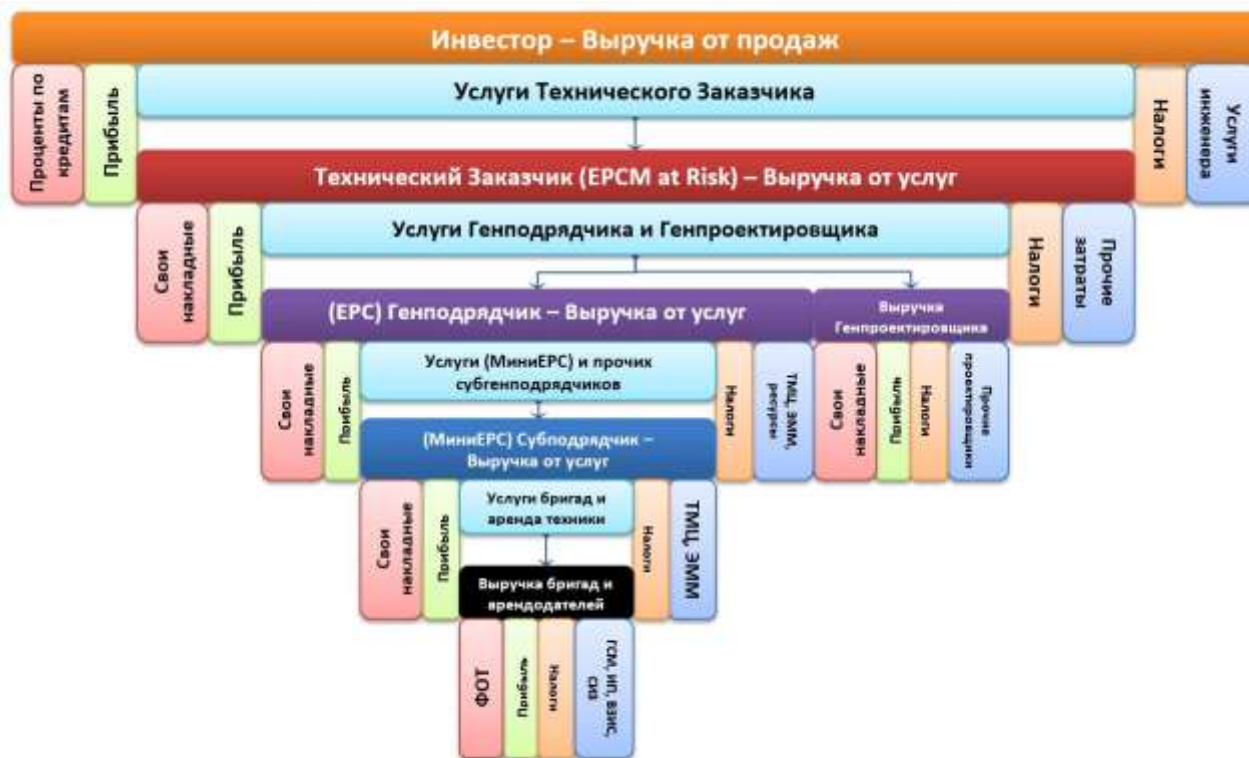 Инвестор – Выручка от продаж
Проценты по
кредитам
Прибыль
Услуги Технического Заказчика
Налоги
Услуги
инженера
Технический Заказчик (EPCM at Risk) – Выручка от услуг
Свои
накладные
Прибыль
Услуги Генподрядчика и Генпроектировщика
Налоги
Прочие
затраты
(EPC) Генподрядчик – Выручка от услуг
Выручка
Генпроектировщика
Свои
накладные
Прибыль
Услуги (МиниEPC) и прочих
субгенподрядчиков
Налоги
ТМЦ, ЭММ,
ресурсы
Свои
накладные
Прибыль
Налоги
Прочие
проектировщики
(МиниEPC) Субподрядчик –
Выручка от услуг
Свои
накладные
Прибыль
Услуги бригад и
аренда техники
Налоги
ТМЦ, ЭММ
Выручка бригад и
арендодателей
ФОТ
Прибыль
Налоги
ГСМ, ИП, ВЗИС,
СИЗ